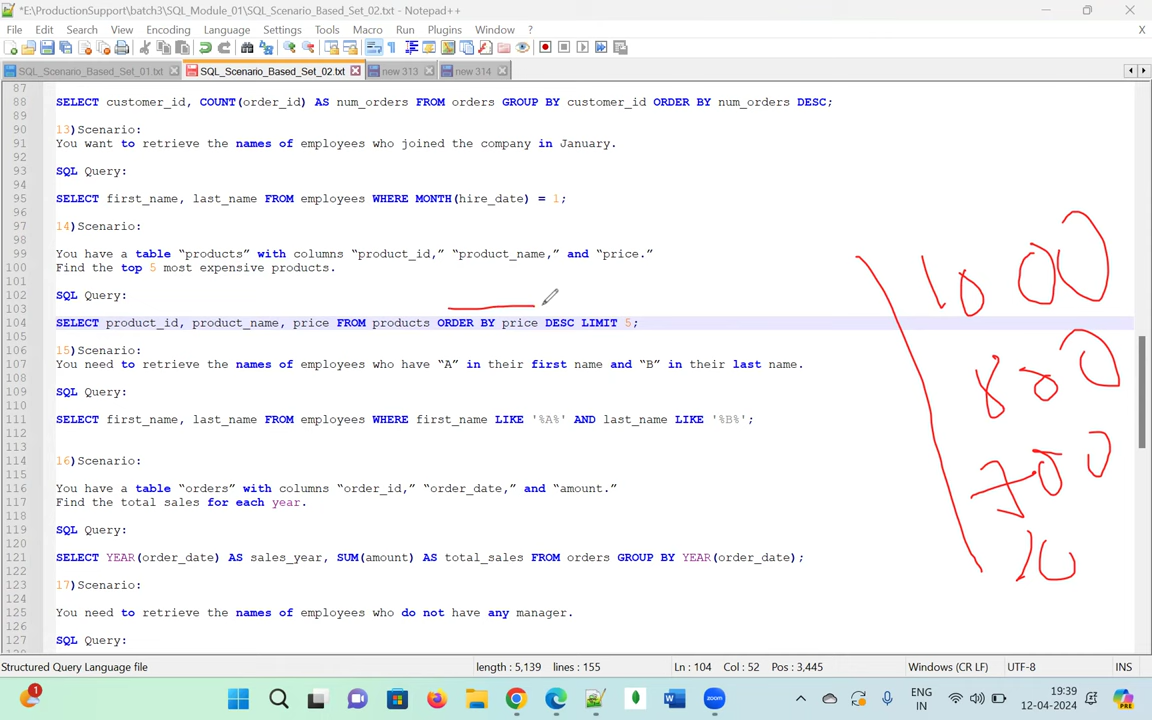 *E:\ProductionSupport\batch3\SQL_Module_01\SQL_Scenario_Based_Set_02.txt - Notepad++
File Edit Search View Encoding Language Settings Tools Macro Run Plugins Window ? X
SQL_Scenario_Based_Set_01.txt SQL_Scenario_Based_Set_02.txt new 313 new 314
87
88 SELECT customer_id, COUNT(order_id) AS num_orders FROM orders GROUP BY customer_id ORDER BY num_orders DESC;
89
90 13)Scenario:
91 You want to retrieve the names of employees who joined the company in January.
92
93 SQL Query:
94
95 SELECT first_name, last_name FROM employees WHERE MONTH(hire_date) = 1;
96
97 14)Scenario:
98
99 You have a table “products” with columns “product_id,” “product_name,” and “price.”
100 Find the top 5 most expensive products.
101
102 SQL Query:
103
104 SELECT product_id, product_name, price FROM products ORDER BY price DESC LIMIT 5;
105
106 15)Scenario:
107 You need to retrieve the names of employees who have “A” in their first name and “B” in their last name.
108
109 SQL Query:
110
111 SELECT first_name, last_name FROM employees WHERE first_name LIKE '%A%' AND last_name LIKE '%B%';
112
113
114 16)Scenario:
115
116 You have a table “orders” with columns “order_id,” “order_date,” and “amount.”
117 Find the total sales for each year.
118
119 SQL Query:
120
121 SELECT YEAR(order_date) AS sales_year, SUM(amount) AS total_sales FROM orders GROUP BY YEAR(order_date);
122
123 17)Scenario:
124
125 You need to retrieve the names of employees who do not have any manager.
126
127 SQL Query:
1000
800
700
10
Structured Query Language file length : 5,139 lines : 155 Ln : 104 Col : 52 Pos : 3,445 Windows (CR LF) UTF-8 INS
1 ENG IN 19:39 12-04-2024 PRE
zoom